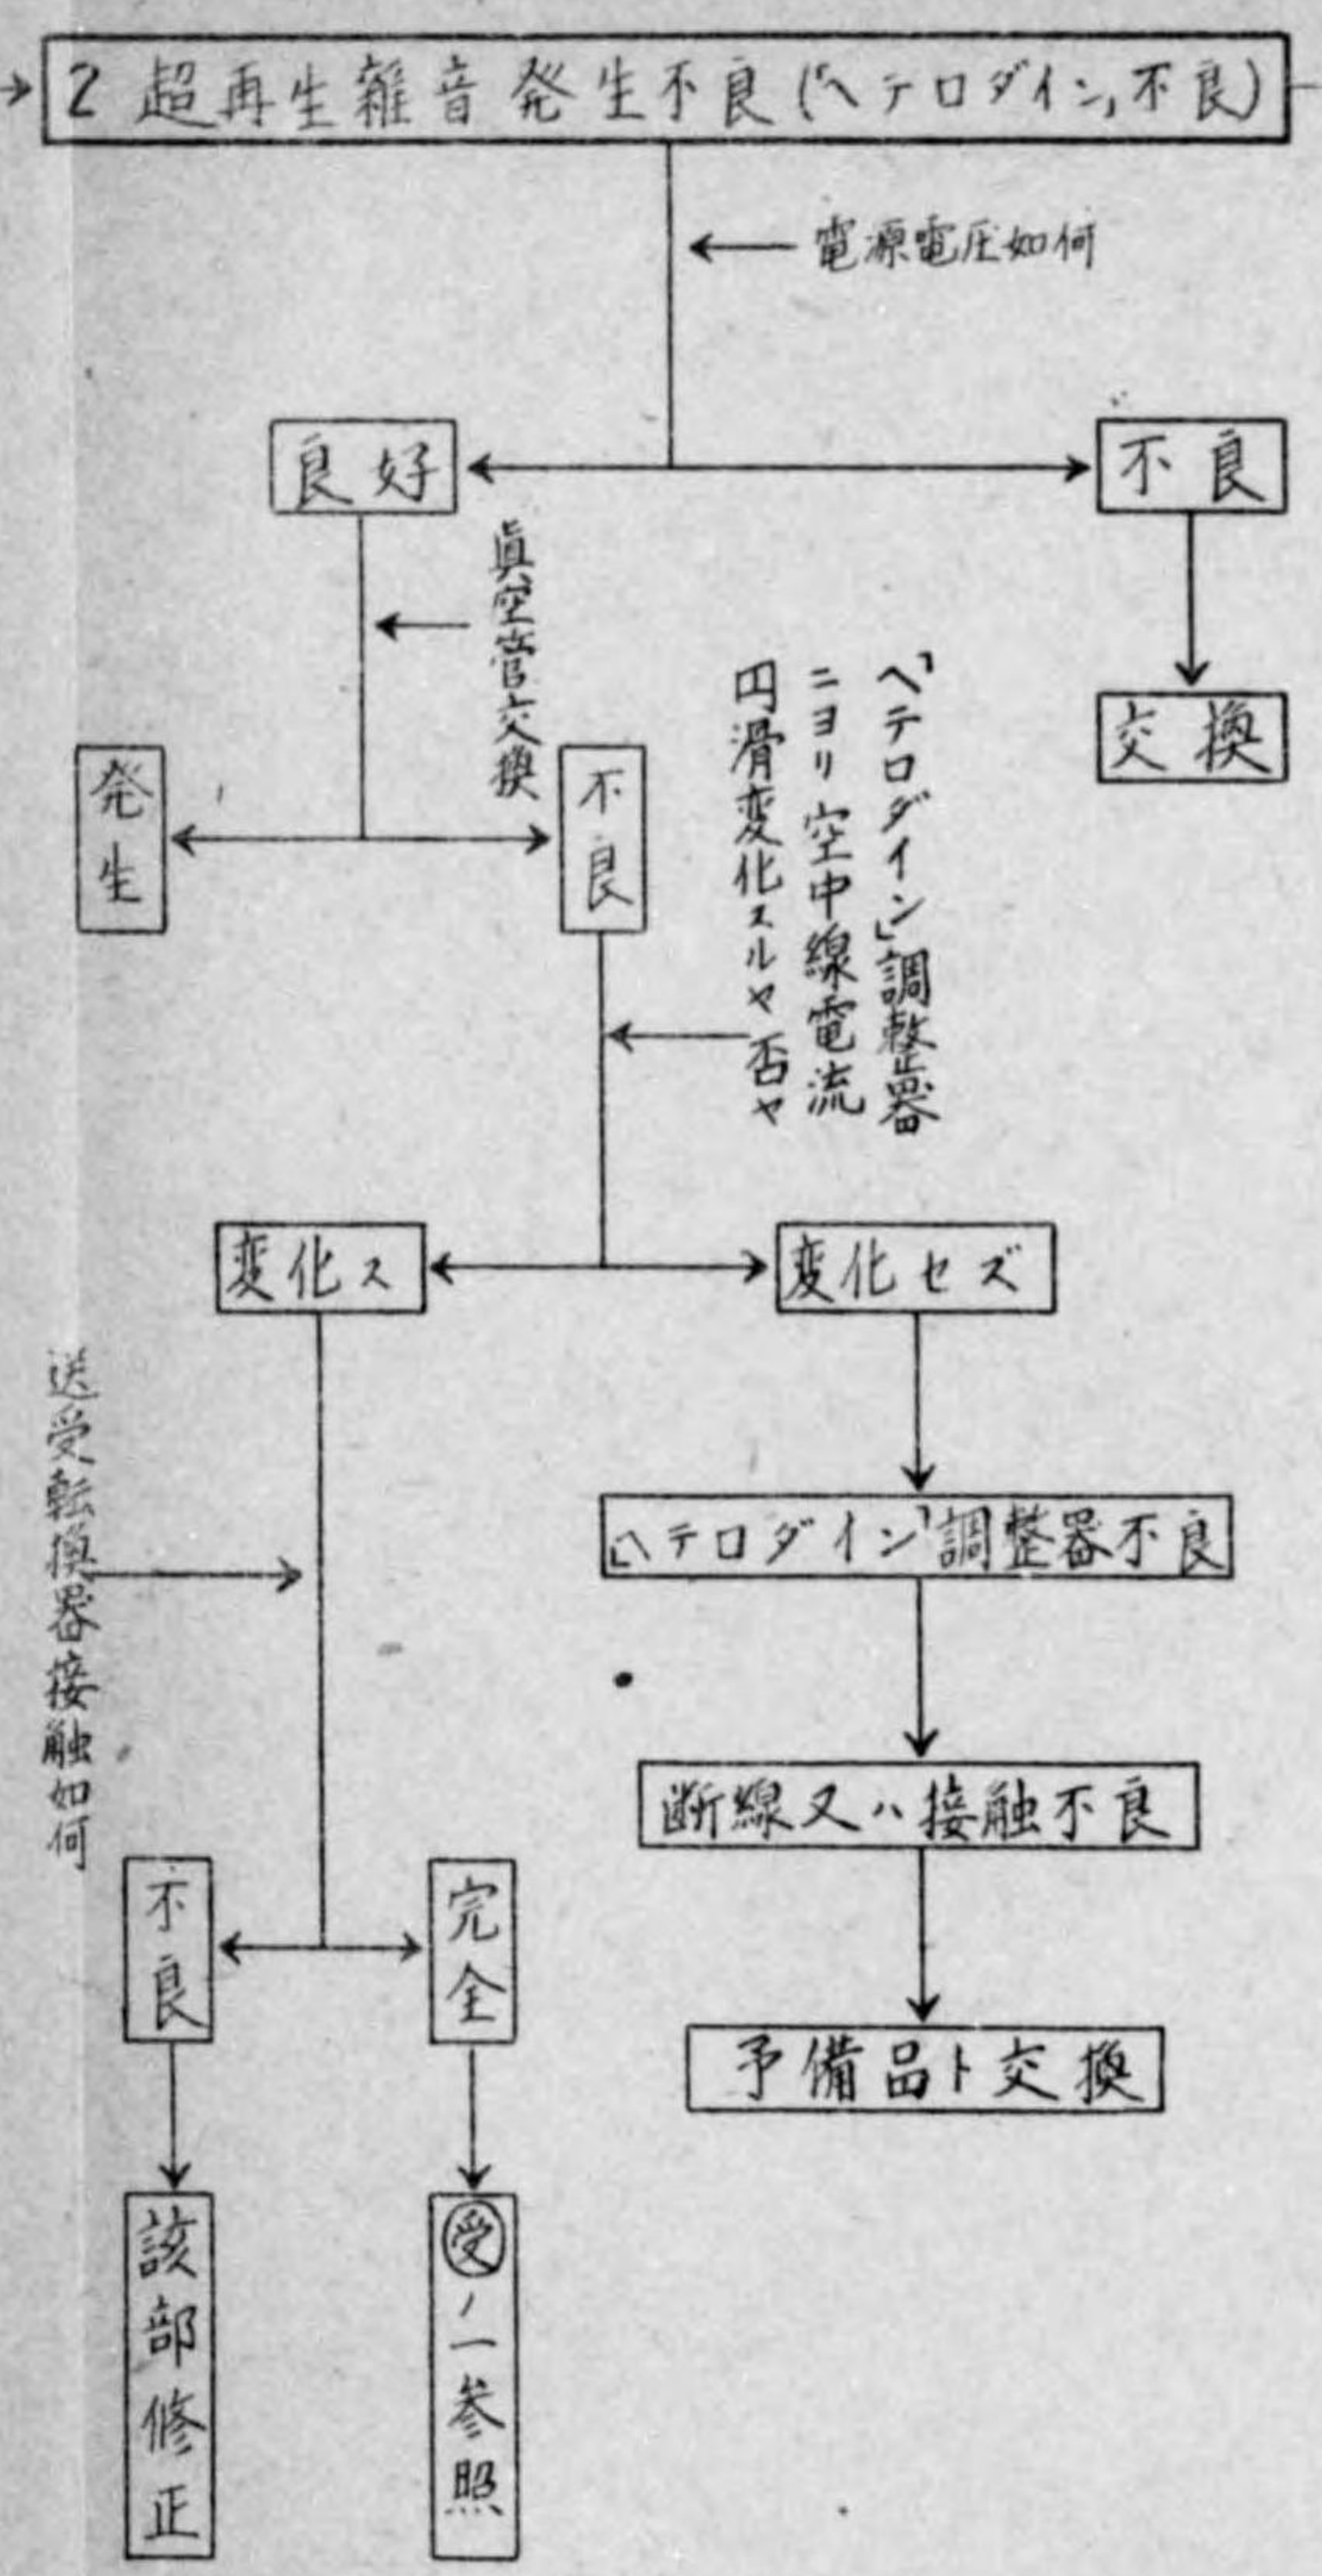 2 超再生雑音発生不良(「ヘテロダイン」不良)
電源電圧如何
良好
不良
真空管交換
交換
発生
不良
「ヘテロダイン」調整器
ニヨリ空中線電流
円滑変化スルヤ否ヤ
変化ス
変化セズ
送受転換器接触如何
「ヘテロダイン」調整器不良
断線又ハ接触不良
不良
完全
予備品ト交換
該部修正
受ノ一参照